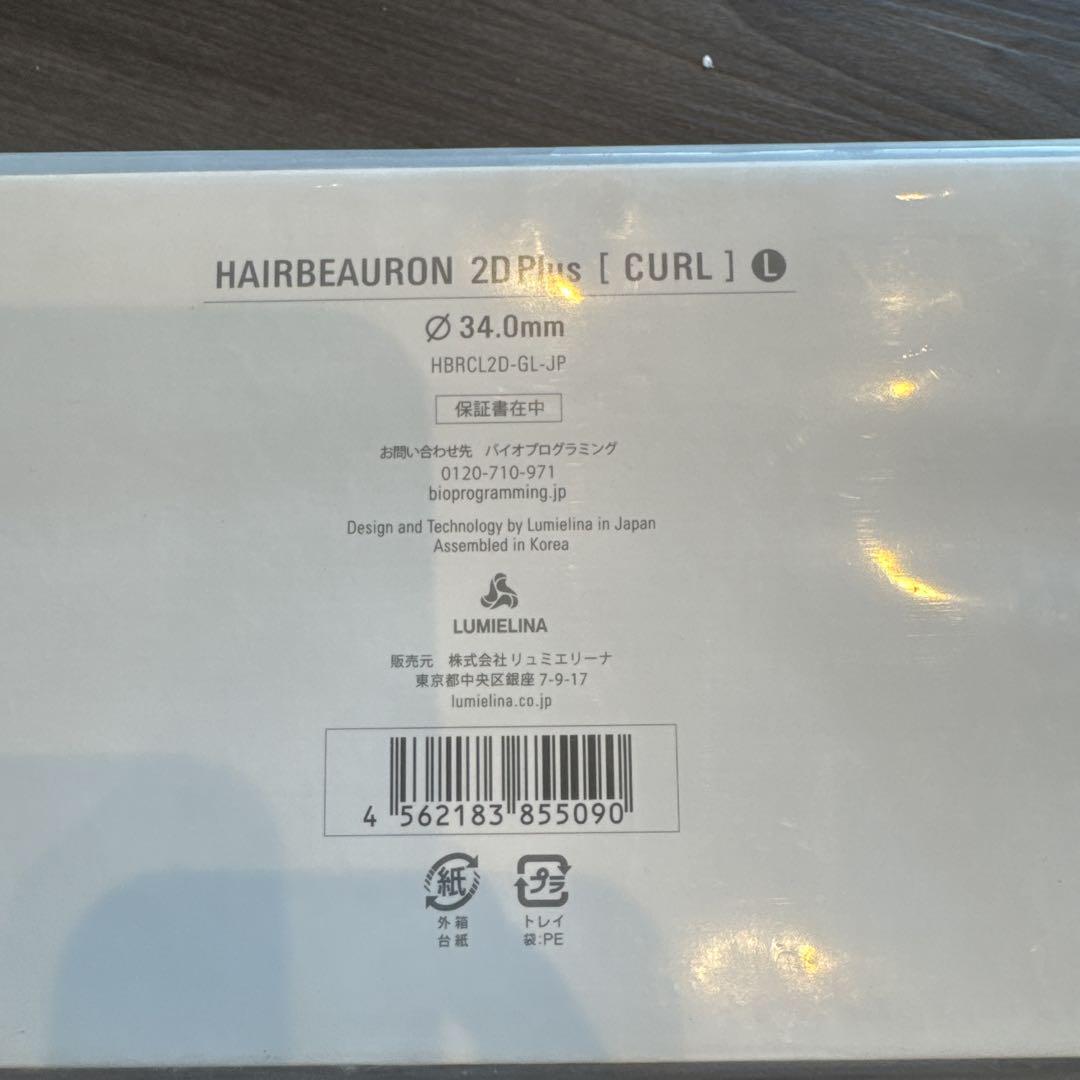 HAIRBEAURON 2D Plus [ CURL ] L
Ø 34.0mm
HBRCL2D-GL-JP
保証書在中
お問い合わせ先 バイオプログラミング
0120-710-971
bioprogramming.jp
Design and Technology by Lumielina in Japan
Assembled in Korea
LUMIELINA
販売元 株式会社リュミエリーナ
東京都中央区銀座 7-9-17
lumielina.co.jp
4 562183 855090
紙 プラ
外箱 トレイ
台紙 袋:PE